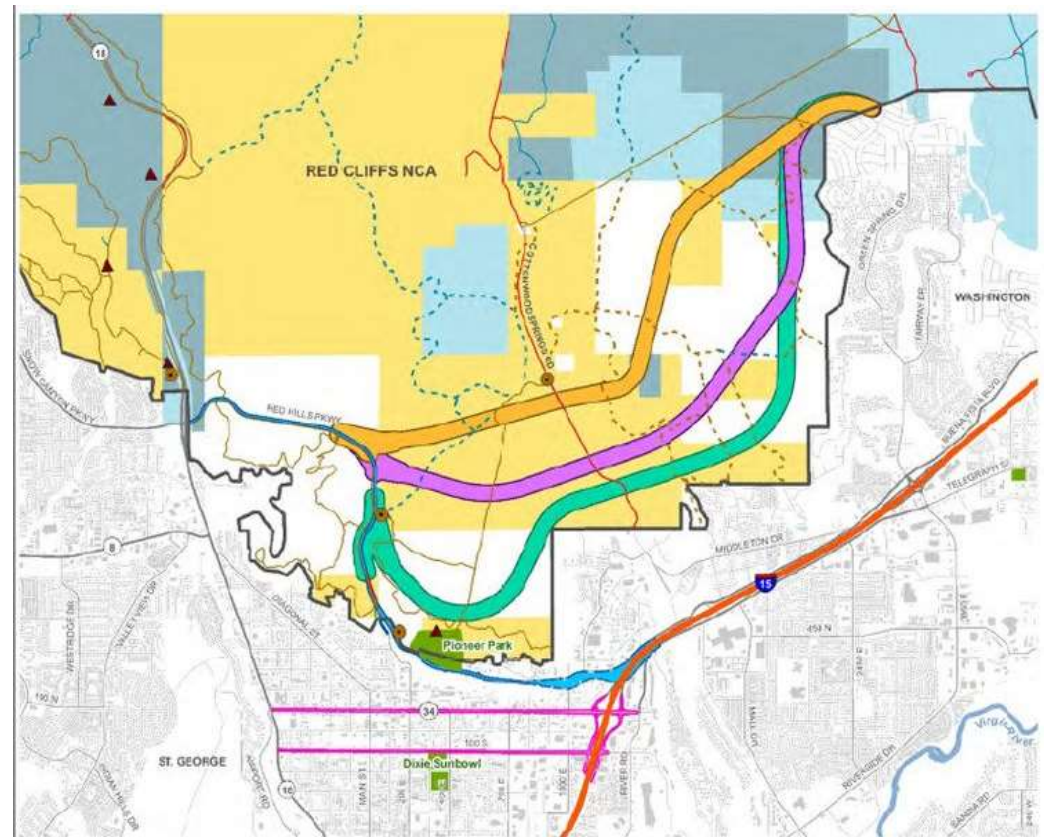 18
RED CLIFFS NCA
COTTONWOOD SPRINGS RD
GREEN SPRING DR
FAIRWAY DR
WASHINGTON
SNOW CANYON PKWY
RED HILLS PKWY
BUENA VISTA BLVD
TELEGRAPH ST
MIDDLETON DR
8
15
DIAGONAL ST
VALLEY VIEW DR
WESTRIDGE DR
450 N
Pioneer Park
MALL DR
Virgin River
34
100 S
ST. GEORGE
Dixie Sunbowl
MAIN ST
RIVER RD
RIVERSIDE DR
INDIAN HILLS DR
AIRPORT RD
18